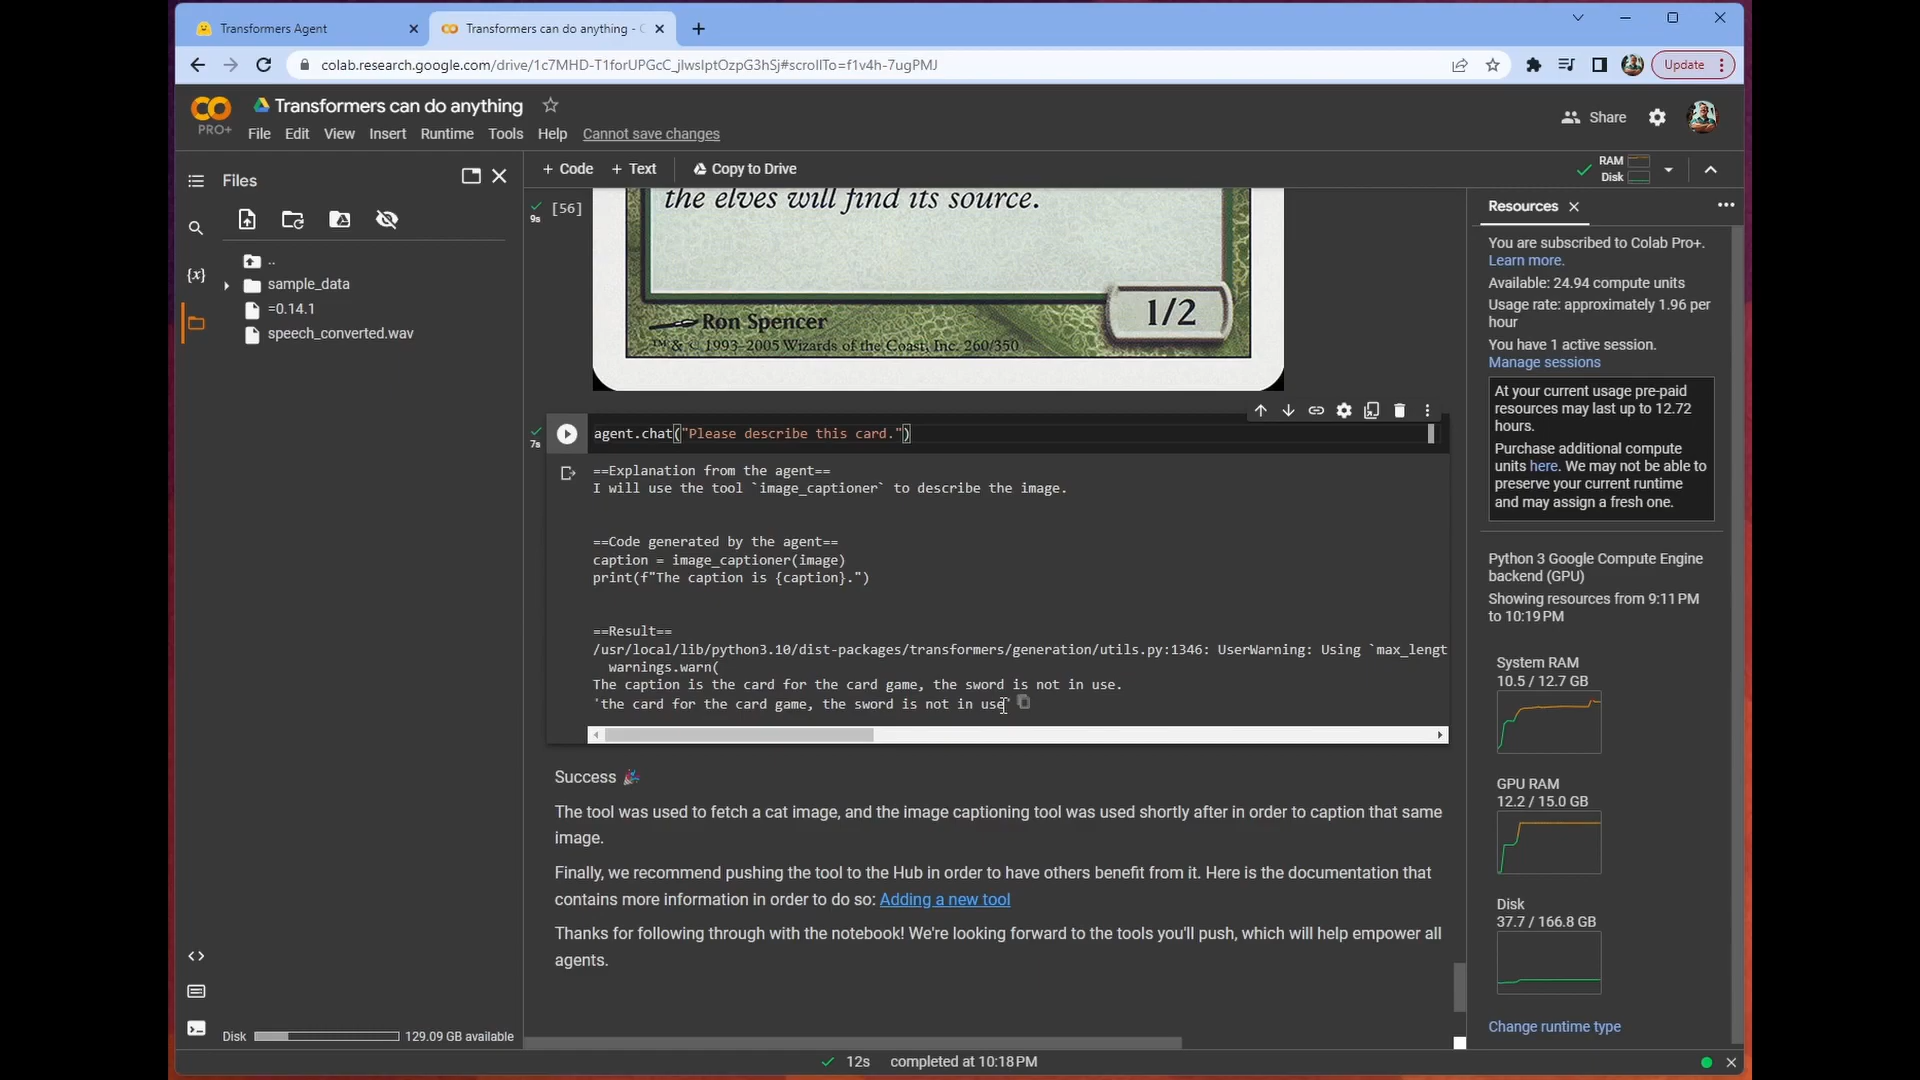 Transformers Agent
Transformers can do anything - C
colab.research.google.com/drive/1c7MHD-T1forUPGcC_jIwsIptOzpG3hSj#scrollTo=f1v4h-7ugPMJ
Update
CO
PRO+
Transformers can do anything
File Edit View Insert Runtime Tools Help Cannot save changes
Share
Files
+ Code + Text Copy to Drive
RAM
Disk
..
sample_data
=0.14.1
speech_converted.wav
{x}
Disk 129.09 GB available
9s
[56]
the elves will find its source.
Ron Spencer
1/2
™ & © 1993–2005 Wizards of the Coast, Inc. 260/350
7s
agent.chat("Please describe this card.")
==Explanation from the agent==
I will use the tool `image_captioner` to describe the image.
==Code generated by the agent==
caption = image_captioner(image)
print(f"The caption is {caption}.")
==Result==
/usr/local/lib/python3.10/dist-packages/transformers/generation/utils.py:1346: UserWarning: Using `max_lengt
warnings.warn(
The caption is the card for the card game, the sword is not in use.
'the card for the card game, the sword is not in use'
Success 🎉
The tool was used to fetch a cat image, and the image captioning tool was used shortly after in order to caption that same
image.
Finally, we recommend pushing the tool to the Hub in order to have others benefit from it. Here is the documentation that
contains more information in order to do so: Adding a new tool
Thanks for following through with the notebook! We're looking forward to the tools you'll push, which will help empower all
agents.
Resources
You are subscribed to Colab Pro+.
Learn more.
Available: 24.94 compute units
Usage rate: approximately 1.96 per
hour
You have 1 active session.
Manage sessions
At your current usage pre-paid
resources may last up to 12.72
hours.
Purchase additional compute
units here. We may not be able to
preserve your current runtime
and may assign a fresh one.
Python 3 Google Compute Engine
backend (GPU)
Showing resources from 9:11 PM
to 10:19 PM
System RAM
10.5 / 12.7 GB
GPU RAM
12.2 / 15.0 GB
Disk
37.7 / 166.8 GB
Change runtime type
12s completed at 10:18 PM